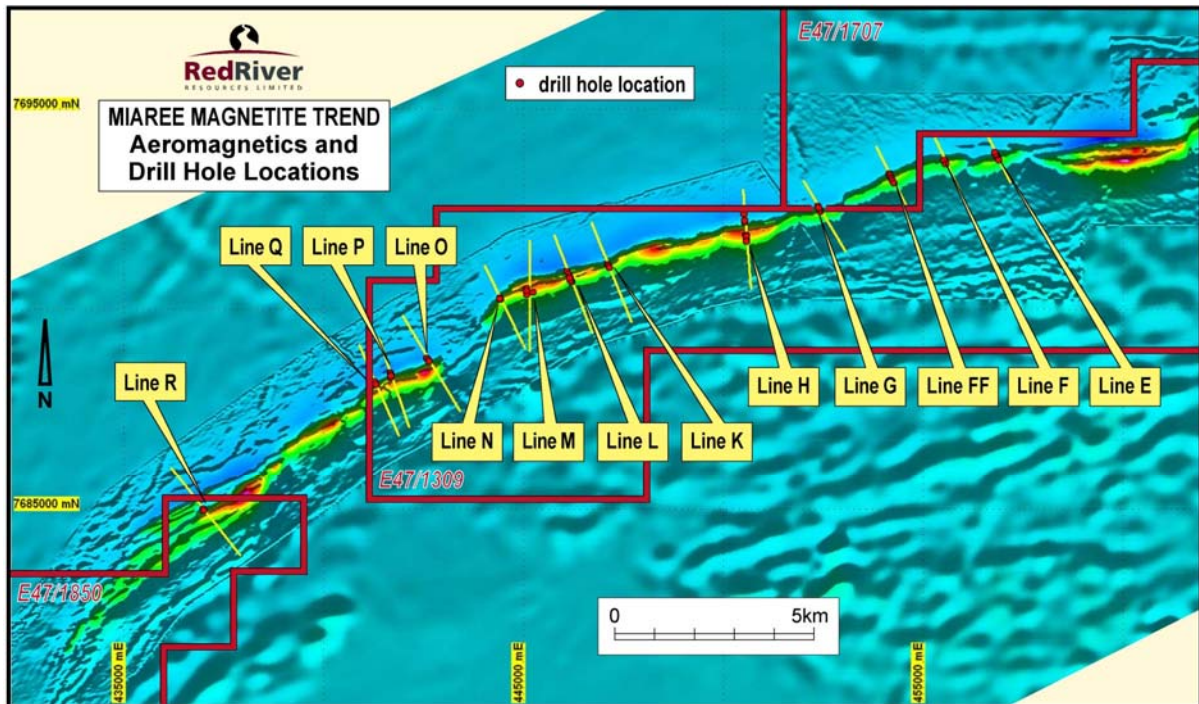 E47/1707
RedRiver
RESOURCES LIMITED
drill hole location
7695000 mN
MIAREE MAGNETITE TREND
Aeromagnetics and
Drill Hole Locations
Line Q
Line P
Line O
Line R
N
Line H
Line G
Line FF
Line F
Line E
Line N
Line M
Line L
Line K
E47/1309
7685000 mN
E47/1850
0
5km
435000 mE
445000 mE
455000 mE